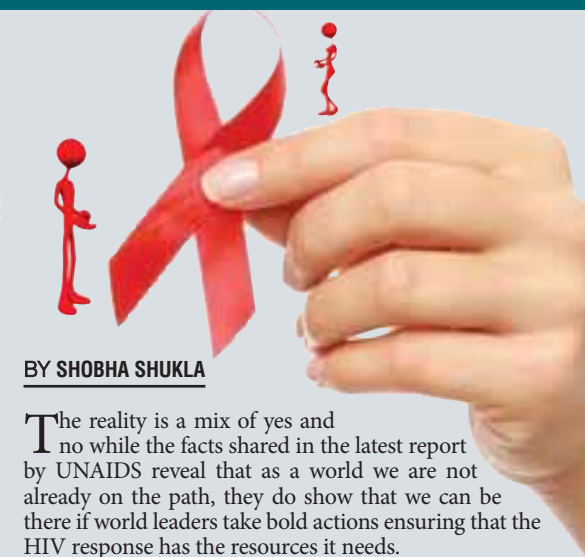 BY SHOBHA SHUKLA
The reality is a mix of yes and
no while the facts shared in the latest report
by UNAIDS reveal that as a world we are not
already on the path, they do show that we can be
there if world leaders take bold actions ensuring that the
HIV response has the resources it needs.